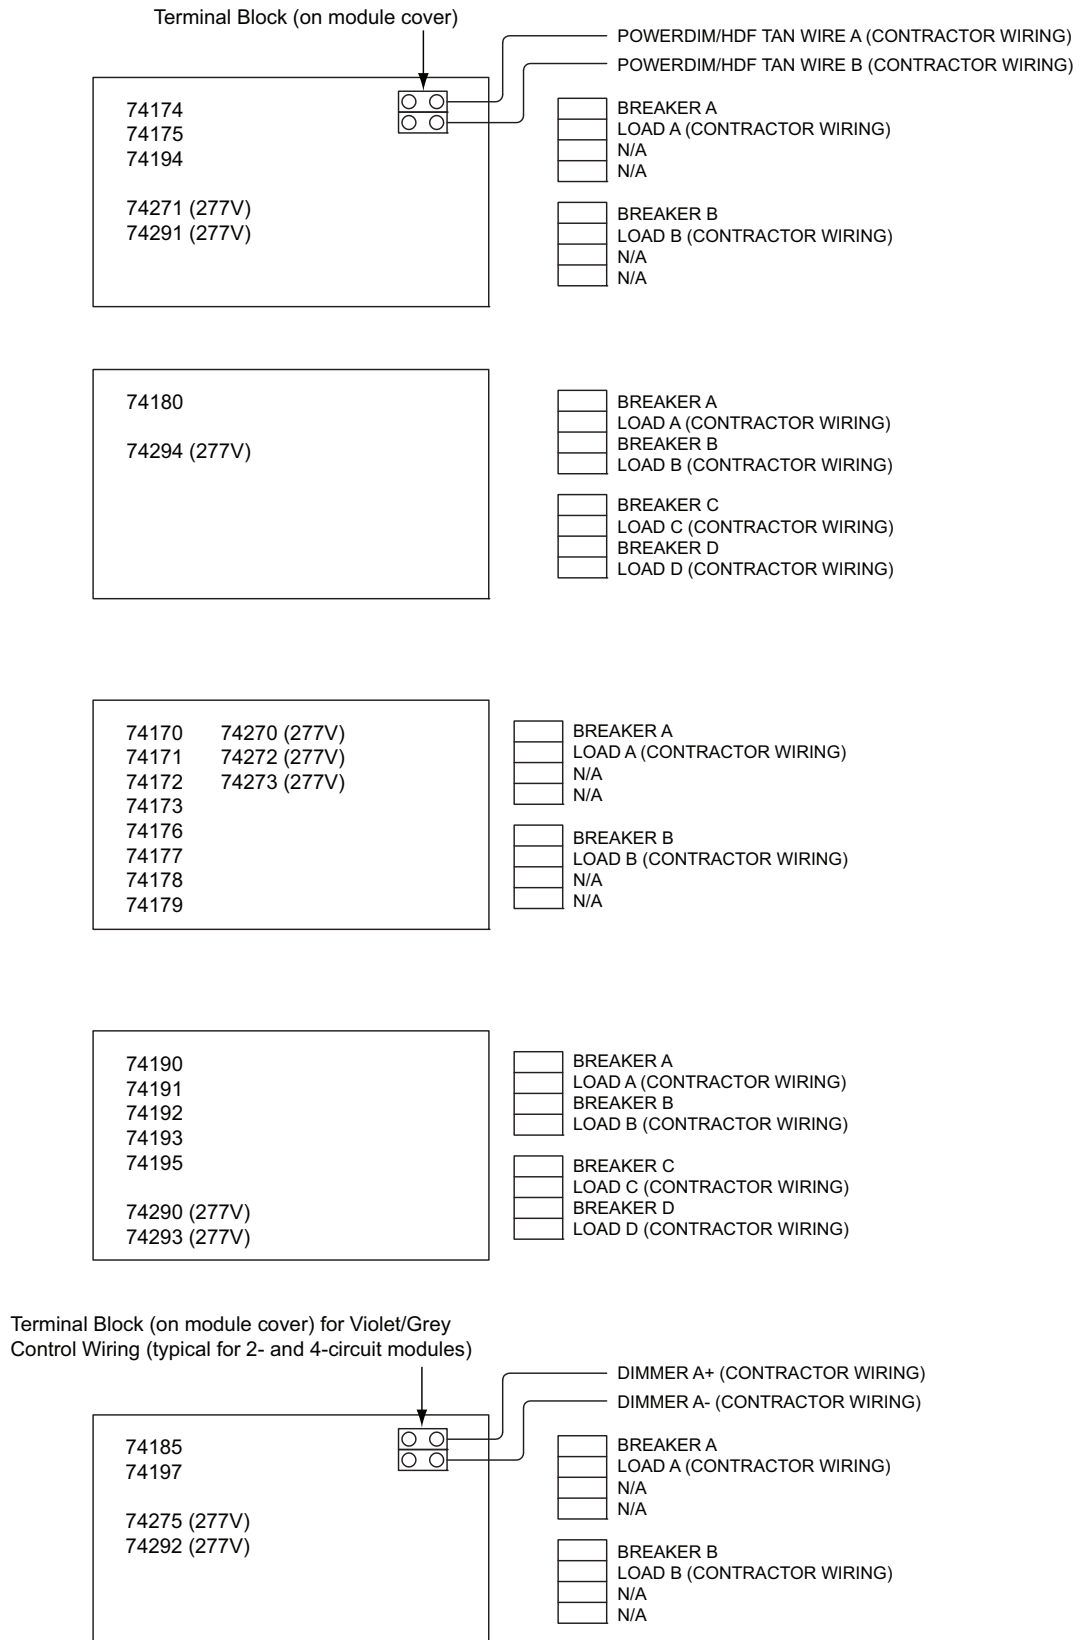 Terminal Block (on module cover)
POWERDIM/HDF TAN WIRE A (CONTRACTOR WIRING)
POWERDIM/HDF TAN WIRE B (CONTRACTOR WIRING)
74174
74175
74194
74271 (277V)
74291 (277V)
BREAKER A
LOAD A (CONTRACTOR WIRING)
N/A
N/A
BREAKER B
LOAD B (CONTRACTOR WIRING)
N/A
N/A
74180
74294 (277V)
BREAKER A
LOAD A (CONTRACTOR WIRING)
BREAKER B
LOAD B (CONTRACTOR WIRING)
BREAKER C
LOAD C (CONTRACTOR WIRING)
BREAKER D
LOAD D (CONTRACTOR WIRING)
74170 74270 (277V)
74171 74272 (277V)
74172 74273 (277V)
74173
74176
74177
74178
74179
BREAKER A
LOAD A (CONTRACTOR WIRING)
N/A
N/A
BREAKER B
LOAD B (CONTRACTOR WIRING)
N/A
N/A
74190
74191
74192
74193
74195
74290 (277V)
74293 (277V)
BREAKER A
LOAD A (CONTRACTOR WIRING)
BREAKER B
LOAD B (CONTRACTOR WIRING)
BREAKER C
LOAD C (CONTRACTOR WIRING)
BREAKER D
LOAD D (CONTRACTOR WIRING)
Terminal Block (on module cover) for Violet/Grey
Control Wiring (typical for 2- and 4-circuit modules)
DIMMER A+ (CONTRACTOR WIRING)
DIMMER A- (CONTRACTOR WIRING)
74185
74197
74275 (277V)
74292 (277V)
BREAKER A
LOAD A (CONTRACTOR WIRING)
N/A
N/A
BREAKER B
LOAD B (CONTRACTOR WIRING)
N/A
N/A